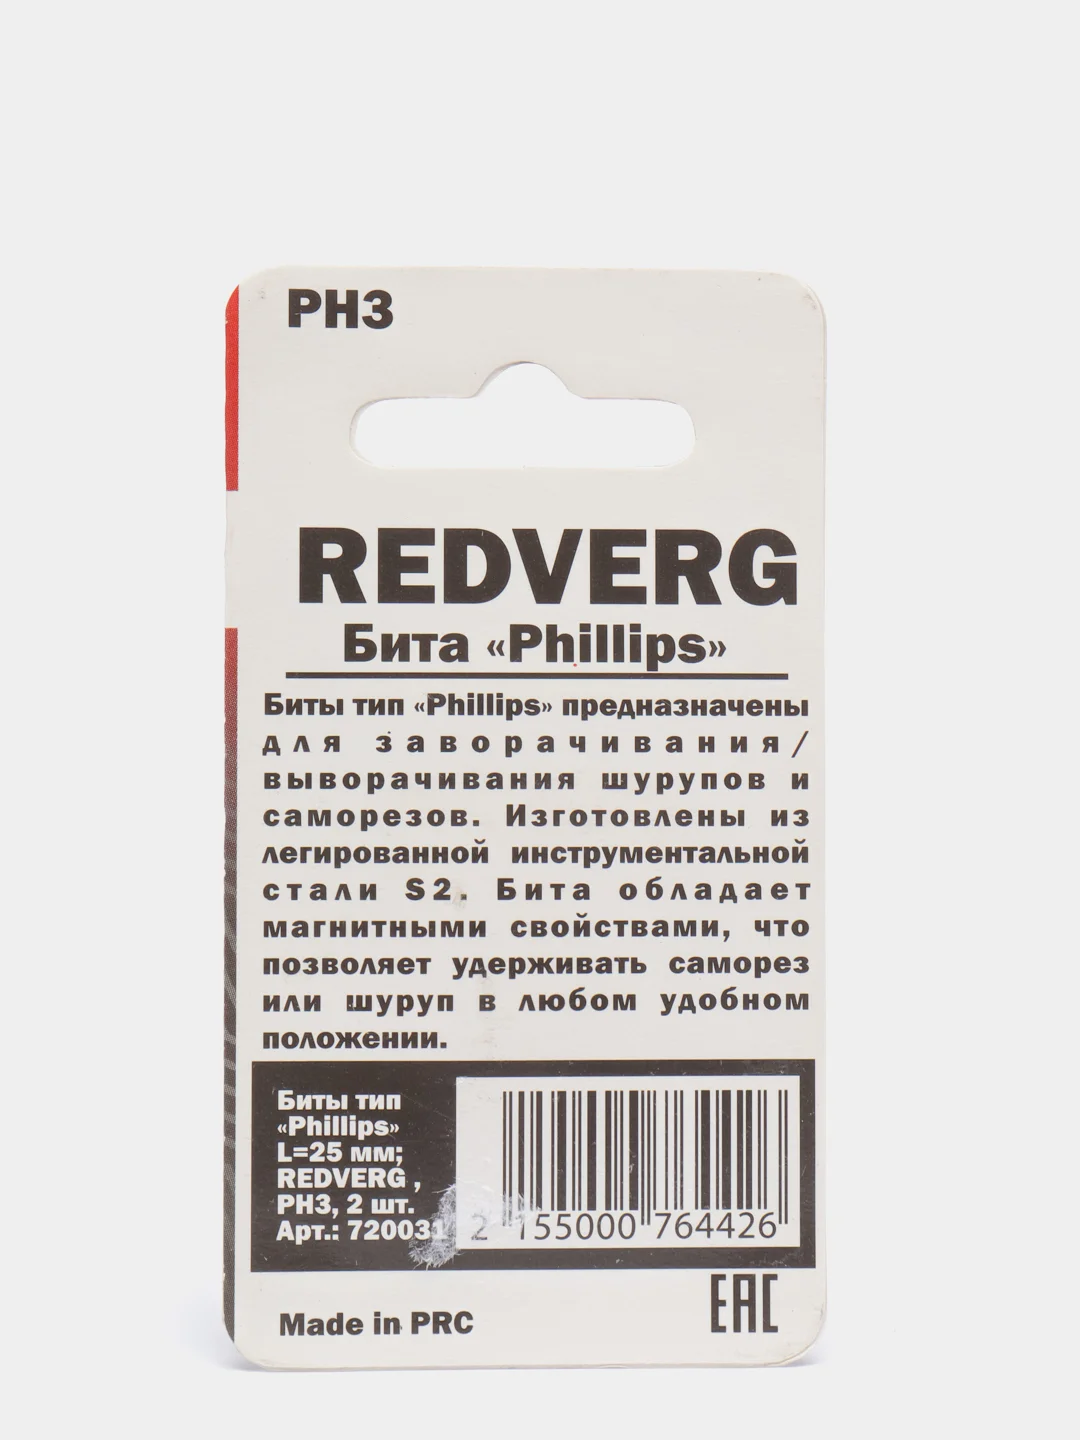 PH3
REDVERG
Бита «Phillips»
Биты тип «Phillips» предназначены
для заворачивания/
выворачивания шурупов и
саморезов. Изготовлены из
легированной инструментальной
стали S2. Бита обладает
магнитными свойствами, что
позволяет удерживать саморез
или шуруп в любом удобном
положении.
Биты тип
«Phillips»
L=25 мм;
REDVERG ,
PH3, 2 шт.
Арт.: 720031
2 155000 764426
EAC
Made in PRC